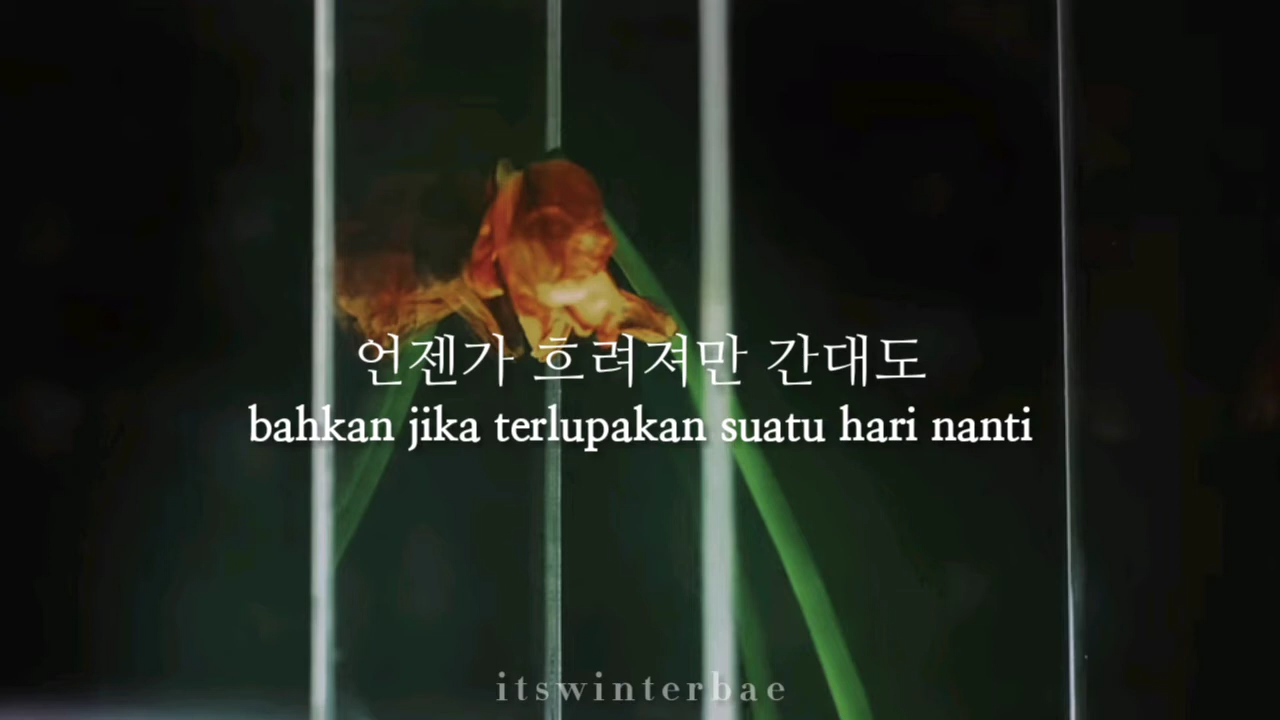 언젠가 흐려져만 간대도
bahkan jika terlupakan suatu hari nanti
itswinterbae